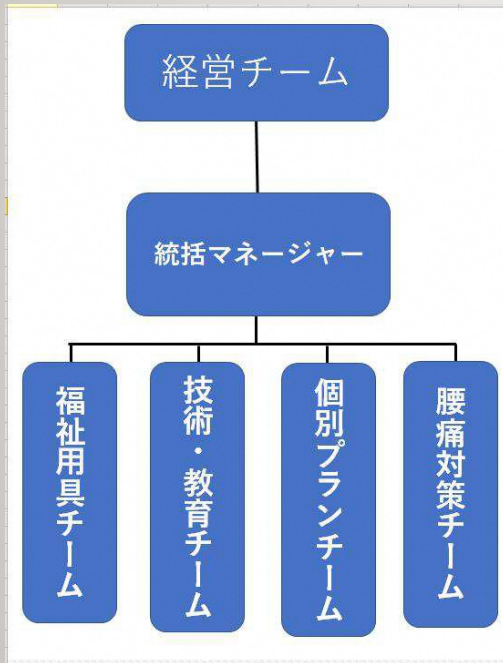 経営チーム
統括マネージャー
福祉用具チーム
技術・教育チーム
個別プランチーム
腰痛対策チーム